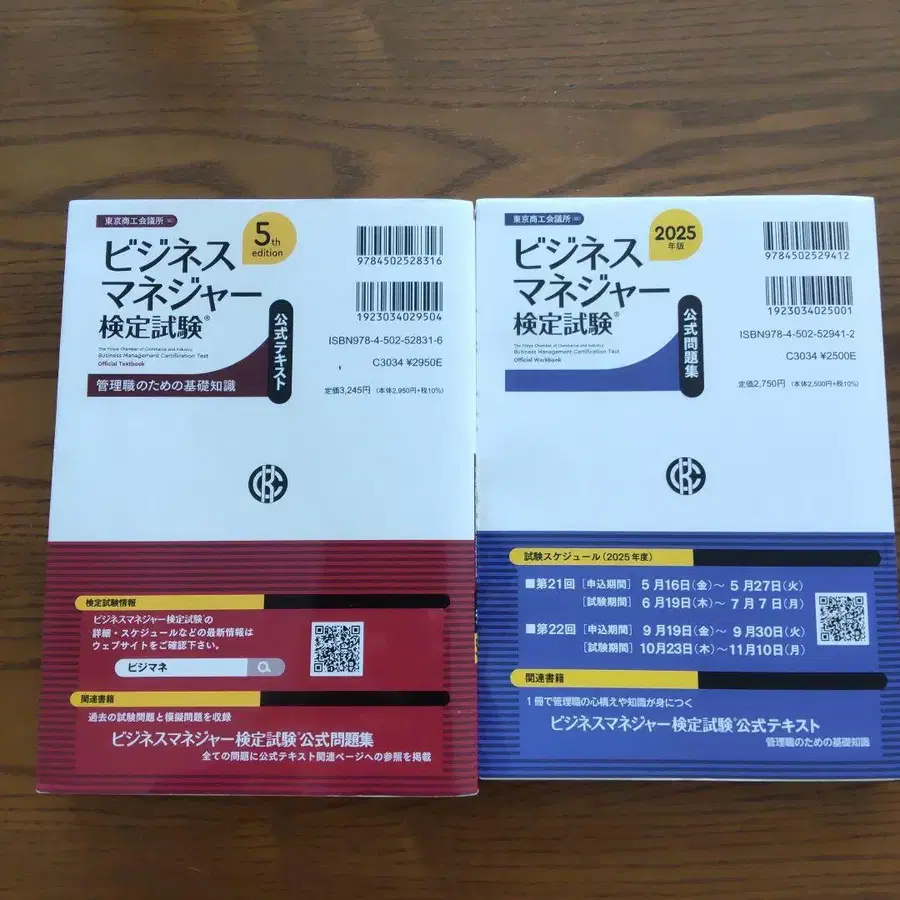 東京商工会議所 編
5th
edition
ビジネス
マネジャー
検定試験®
The Tokyo Chamber of Commerce and Industry
Business Management Certification Test
Official Textbook
公式テキスト
管理職のための基礎知識
9784502528316
1923034029504
ISBN978-4-502-52831-6
C3034 ¥2950E
定価3,245円 (本体2,950円+税10%)
検定試験情報
ビジネスマネジャー検定試験®の
詳細・スケジュールなどの最新情報は
ウェブサイトをご確認下さい。
ビジマネ
関連書籍
過去の試験問題と模擬問題を収録
ビジネスマネジャー検定試験®公式問題集
全ての問題に公式テキスト関連ページへの参照を掲載
東京商工会議所 編
2025
年版
ビジネス
マネジャー
検定試験®
The Tokyo Chamber of Commerce and Industry
Business Management Certification Test
Official Workbook
公式問題集
9784502529412
1923034025001
ISBN978-4-502-52941-2
C3034 ¥2500E
定価2,750円 (本体2,500円+税10%)
試験スケジュール(2025年度)
■第21回 [申込期間] 5月16日(金)〜 5月27日(火)
[試験期間] 6月19日(木)〜 7月 7日(月)
■第22回 [申込期間] 9月19日(金)〜 9月30日(火)
[試験期間] 10月23日(木)〜11月10日(月)
関連書籍
1冊で管理職の心構えや知識が身につく
ビジネスマネジャー検定試験®公式テキスト
管理職のための基礎知識